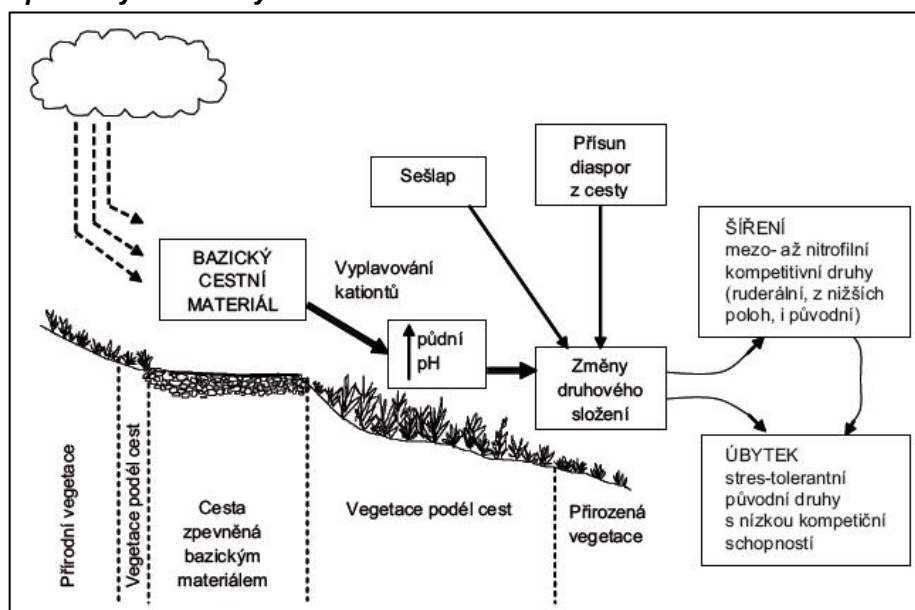 Sešlap
Přísun
diaspor
z cesty
BAZICKÝ
CESTNÍ
MATERIÁL
Vyplavování
kationtů
půdní
pH
Změny
druhového
složení
ŠÍŘENÍ
mezo- až nitrofilní
kompetitivní druhy
(ruderální, z nižších
poloh, i původní)
ÚBYTEK
stres-tolerantní
původní druhy
s nízkou kompetiční
schopností
Přírodní vegetace
Vegetace podél cest
Cesta
zpevněná
bazickým
materiálem
Vegetace podél cest
Přirozená
vegetace